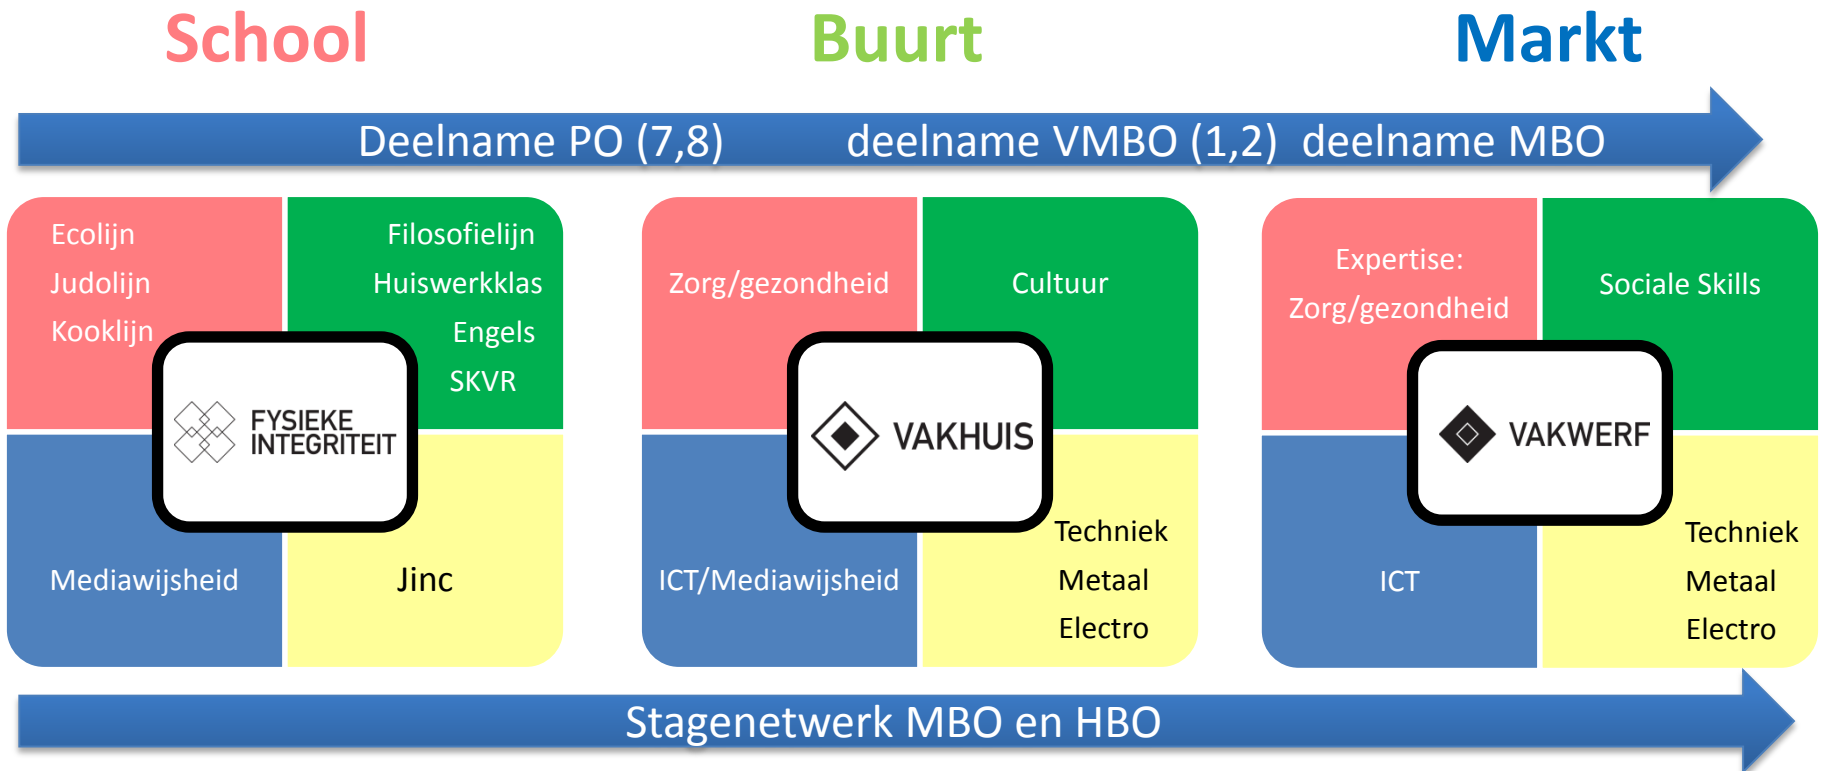 School
Buurt
Markt
Deelname PO (7,8) deelname VMBO (1,2) deelname MBO
Ecolijn
Judolijn
Kooklijn
Filosofielijn
Huiswerkklas
Engels
SKVR
FYSIEKE
INTEGRITEIT
Mediawijsheid
Jinc
Zorg/gezondheid
Cultuur
VAKHUIS
ICT/Mediawijsheid
Techniek
Metaal
Electro
Expertise:
Zorg/gezondheid
Sociale Skills
VAKWERF
ICT
Techniek
Metaal
Electro
Stagenetwerk MBO en HBO